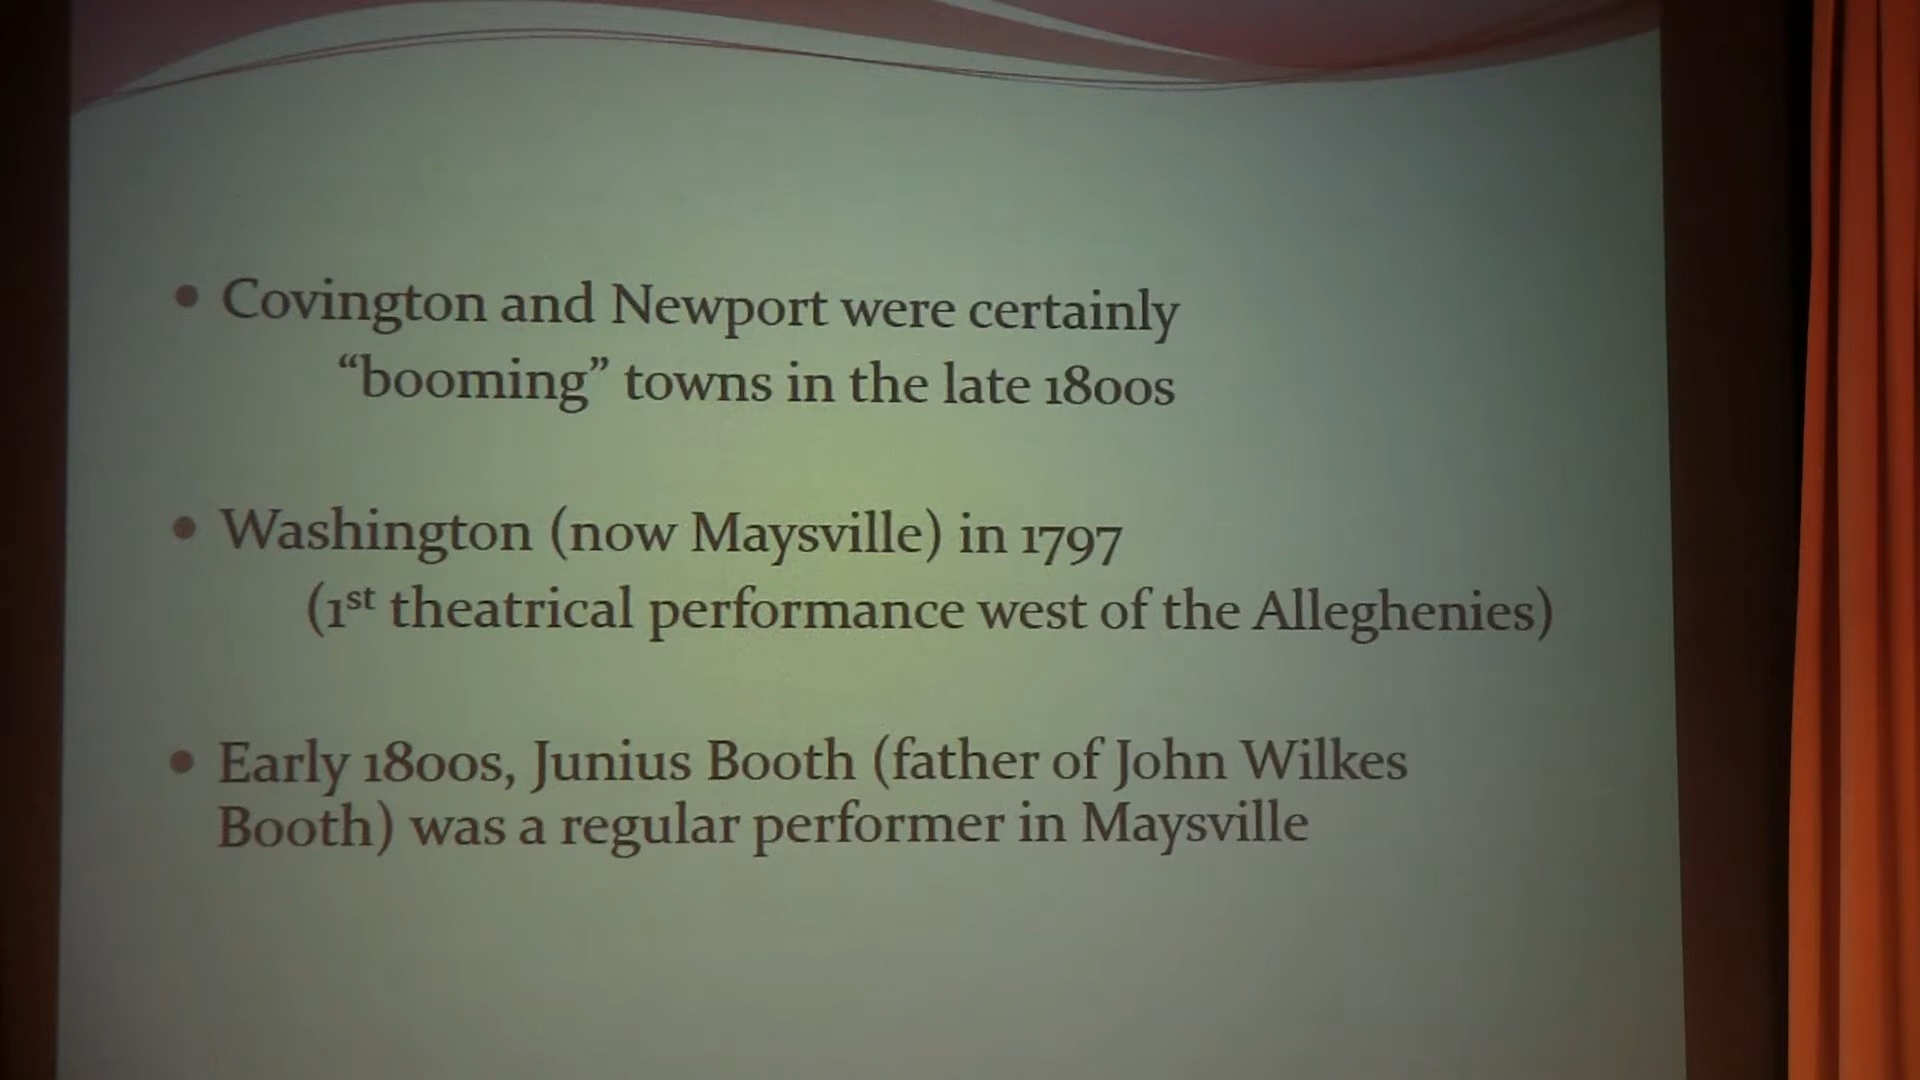 • Covington and Newport were certainly
“booming” towns in the late 1800s
• Washington (now Maysville) in 1797
(1st theatrical performance west of the Alleghenies)
• Early 1800s, Junius Booth (father of John Wilkes
Booth) was a regular performer in Maysville